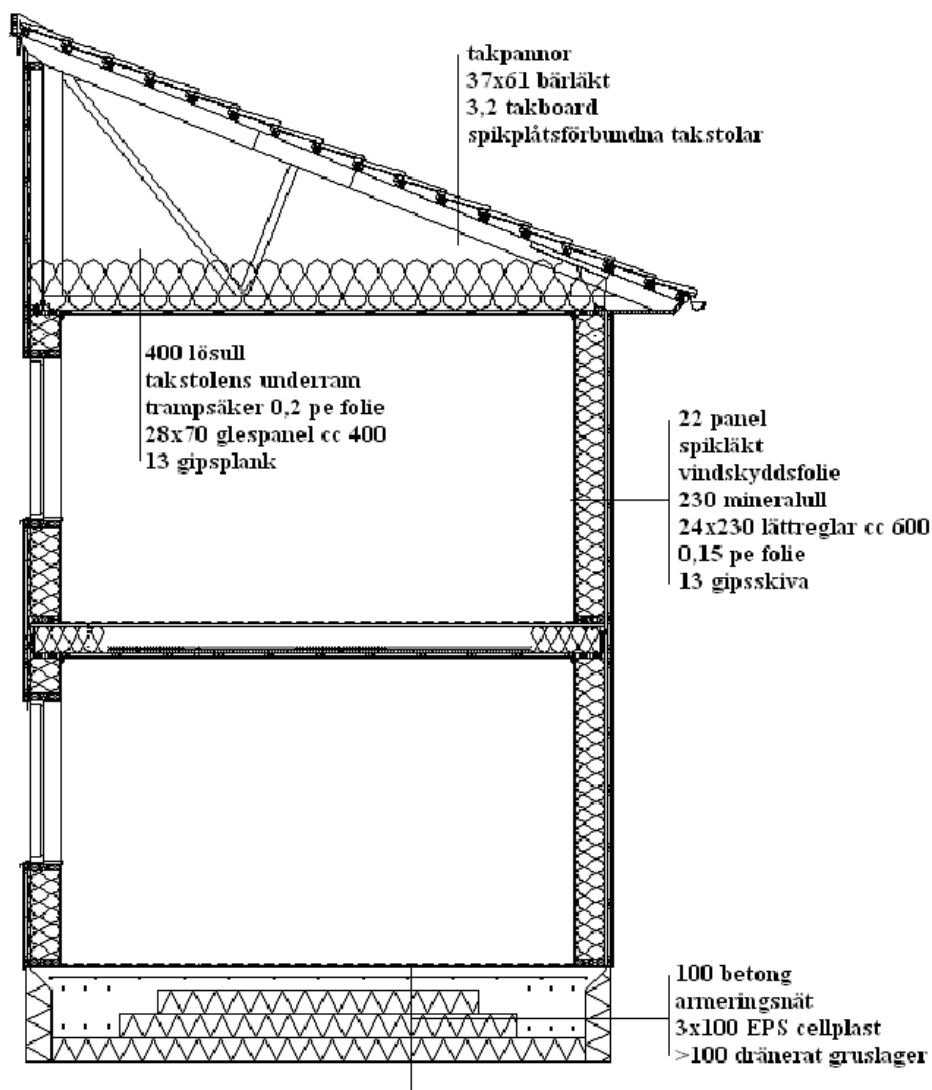 takpannor
37x61 bärläkt
3,2 takboard
spikplåtsförbundna takstolar
400 lösull
takstolens underram
trampsäker 0,2 pe folie
28x70 glespanel cc 400
13 gipsplank
22 panel
spikläkt
vindskyddsfolie
230 mineralull
24x230 lättreglar cc 600
0,15 pe folie
13 gipsskiva
100 betong
armeringsnät
3x100 EPS cellplast
>100 dränerat gruslager